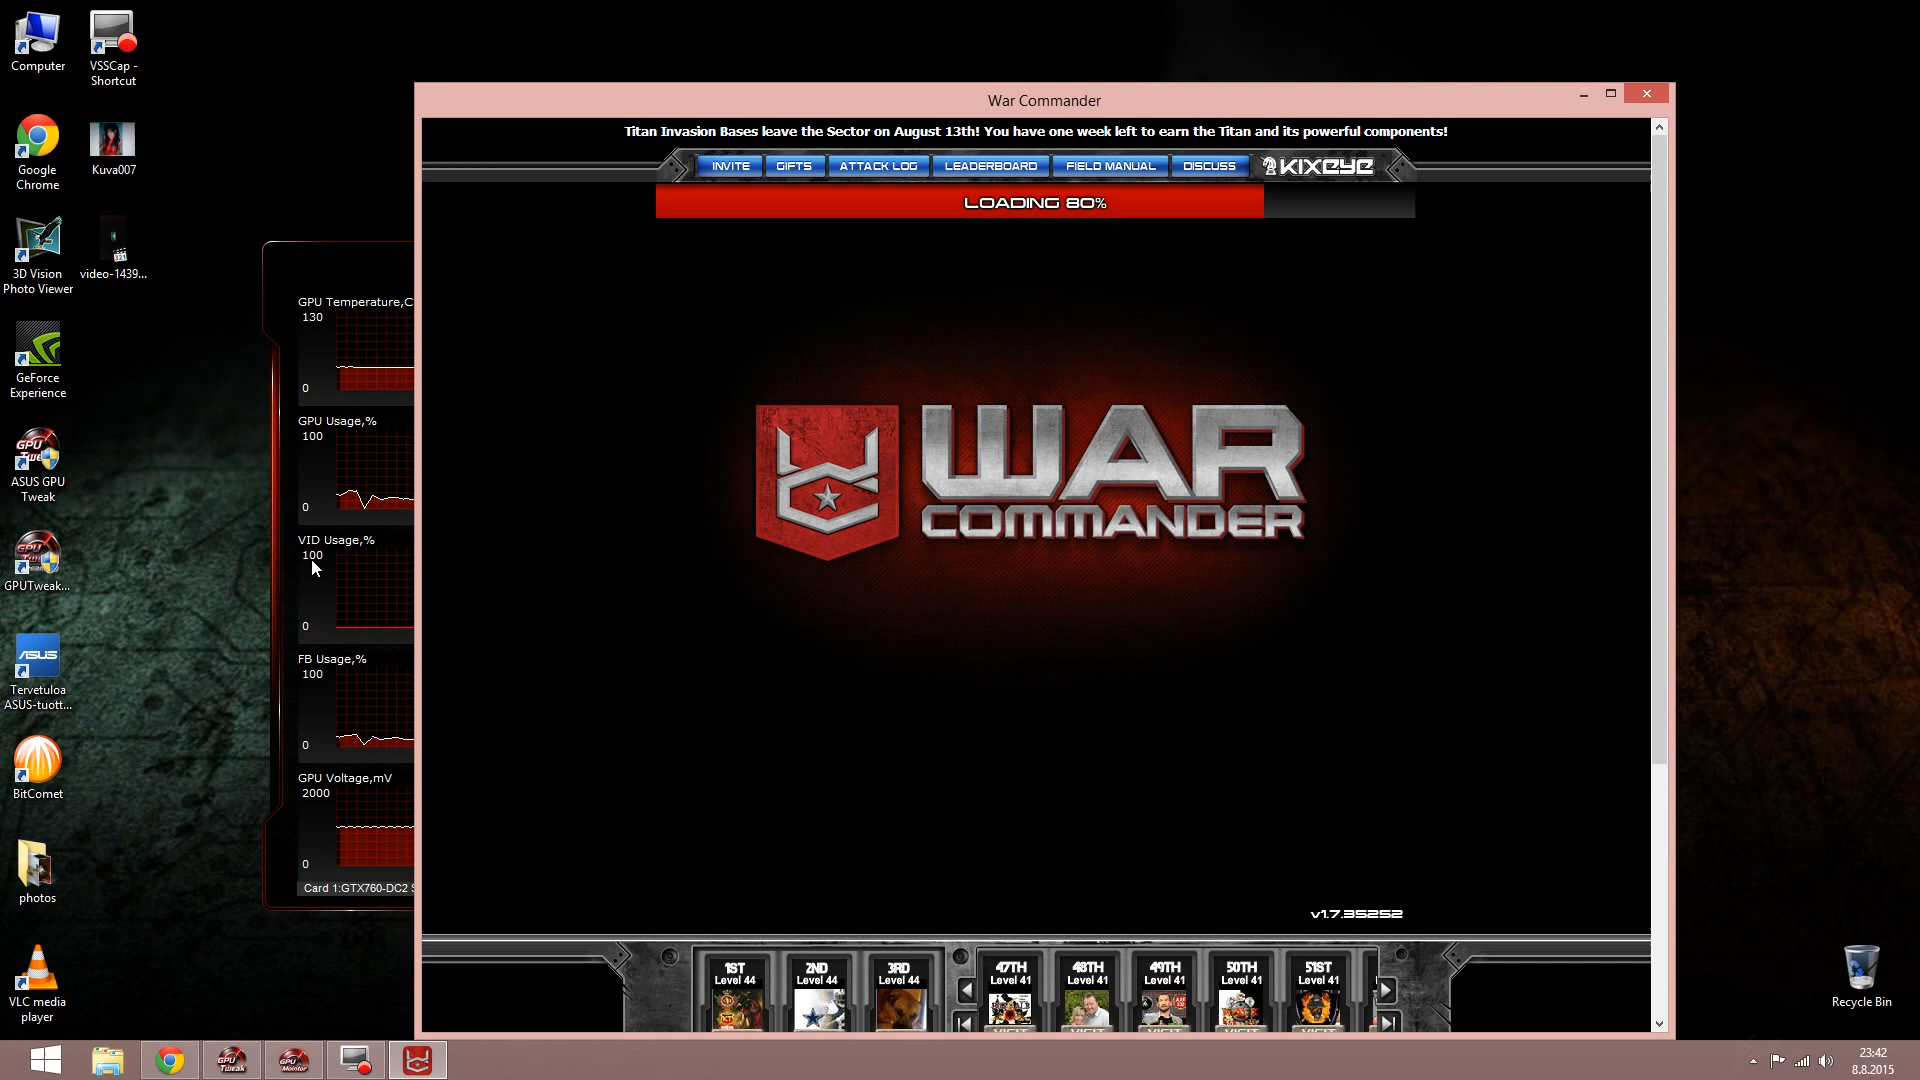 Computer
VSSCap -
Shortcut
Google
Chrome
Kuva007
3D Vision
Photo Viewer
video-1439...
GeForce
Experience
ASUS GPU
Tweak
GPUTweak...
Tervetuloa
ASUS-tuott...
BitComet
photos
VLC media
player
GPU Temperature,C
130
0
GPU Usage,%
100
0
VID Usage,%
100
0
FB Usage,%
100
0
GPU Voltage,mV
2000
0
Card 1:GTX760-DC2
War Commander
Titan Invasion Bases leave the Sector on August 13th! You have one week left to earn the Titan and its powerful components!
INVITE GIFTS ATTACK LOG LEADERBOARD FIELD MANUAL DISCUSS KIXEYE
LOADING 80%
WAR
COMMANDER
v1.7.35252
1ST 2ND 3RD 47TH 48TH 49TH 50TH 51ST
Level 44 Level 44 Level 44 Level 41 Level 41 Level 41 Level 41 Level 41
VISIT VISIT VISIT VISIT VISIT
Recycle Bin
23:42
8.8.2015